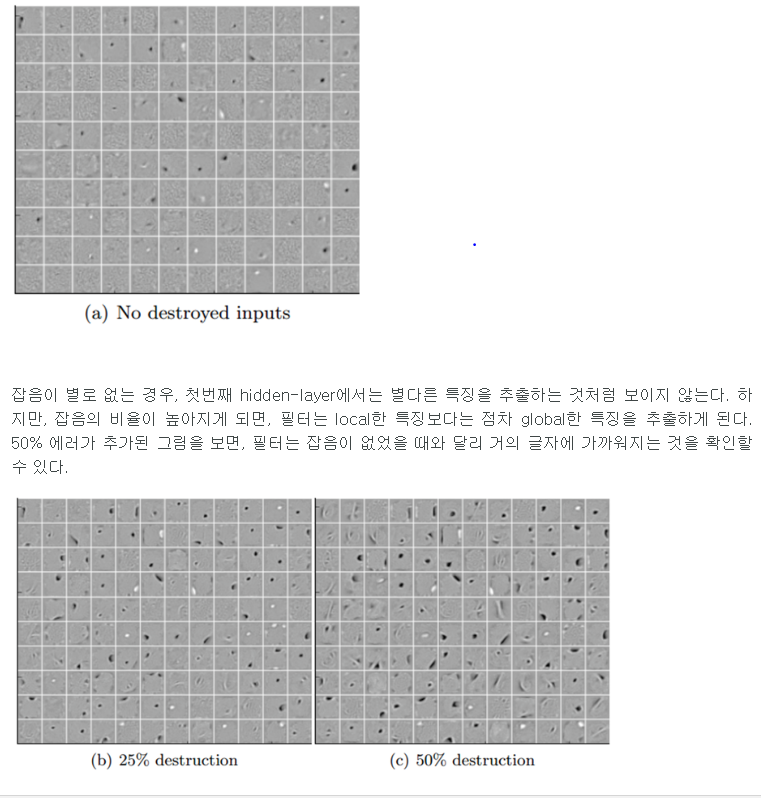 (a) No destroyed inputs
잡음이 별로 없는 경우, 첫번째 hidden-layer에서는 별다른 특징을 추출하는 것처럼 보이지 않는다. 하
지만, 잡음의 비율이 높아지게 되면, 필터는 local한 특징보다는 점차 global한 특징을 추출하게 된다.
50% 에러가 추가된 그림을 보면, 필터는 잡음이 없었을 때와 달리 거의 글자에 가까워지는 것을 확인할
수 있다.
(b) 25% destruction
(c) 50% destruction